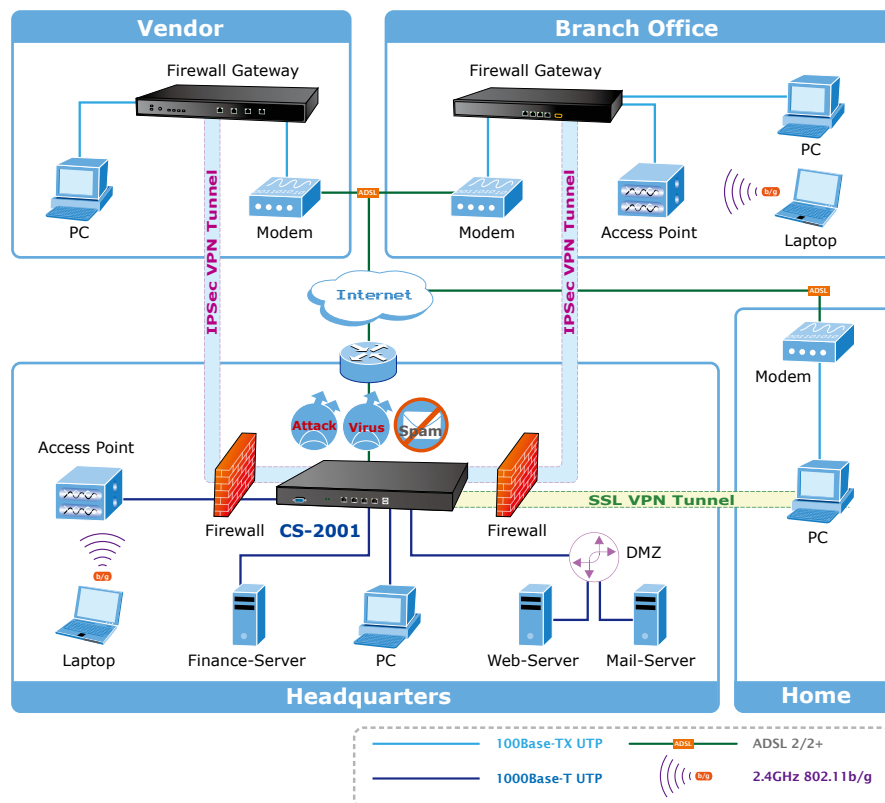 Vendor
Firewall Gateway
PC
Modem
IPSec VPN Tunnel
ADSL
Branch Office
Firewall Gateway
PC
Modem
IPSec VPN Tunnel
Access Point
b/g
Laptop
Internet
ADSL
Modem
PC
Home
Attack
Virus
Spam
Access Point
Firewall
CS-2001
Firewall
SSL VPN Tunnel
DMZ
b/g
Laptop
Finance-Server
PC
Web-Server
Mail-Server
Headquarters
100Base-TX UTP
ADSL
ADSL 2/2+
1000Base-T UTP
b/g
2.4GHz 802.11b/g